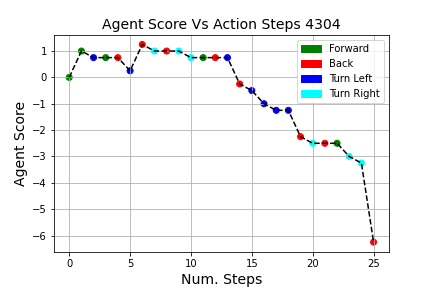 Agent Score Vs Action Steps 4304
Forward
Back
Turn Left
Turn Right
1
0
−1
−2
−3
−4
−5
−6
Agent Score
0 5 10 15 20 25
Num. Steps